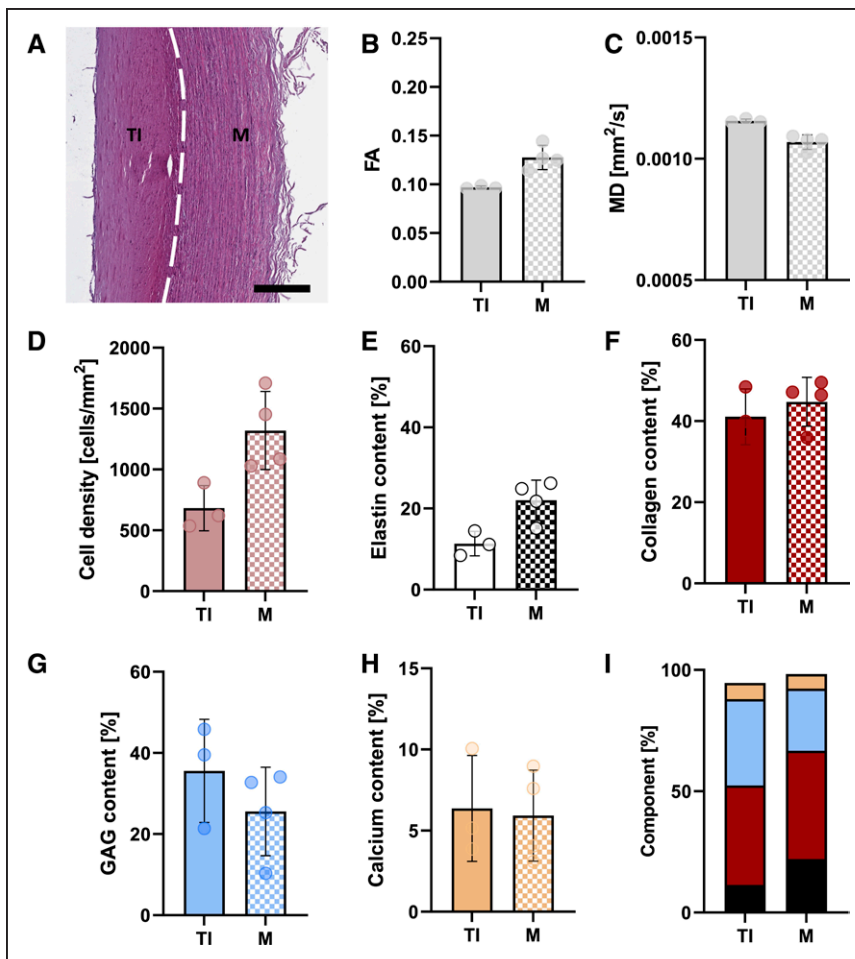 A
TI
M
B
FA
0.25
0.20
0.15
0.10
0.05
0.00
TI
M
C
MD [mm²/s]
0.0015
0.0010
0.0005
TI
M
D
Cell density [cells/mm²]
2000
1500
1000
500
0
TI
M
E
Elastin content [%]
60
40
20
0
TI
M
F
Collagen content [%]
60
40
20
0
TI
M
G
GAG content [%]
60
40
20
0
TI
M
H
Calcium content [%]
15
10
5
0
TI
M
I
Component [%]
100
50
0
TI
M